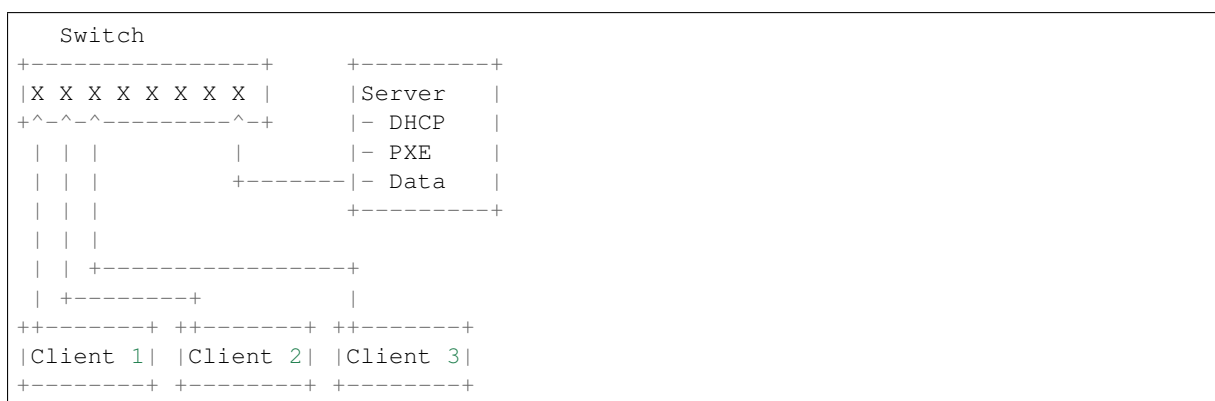 Switch
X X X X X X X X
Server
- DHCP
- PXE
- Data
Client 1 Client 2 Client 3